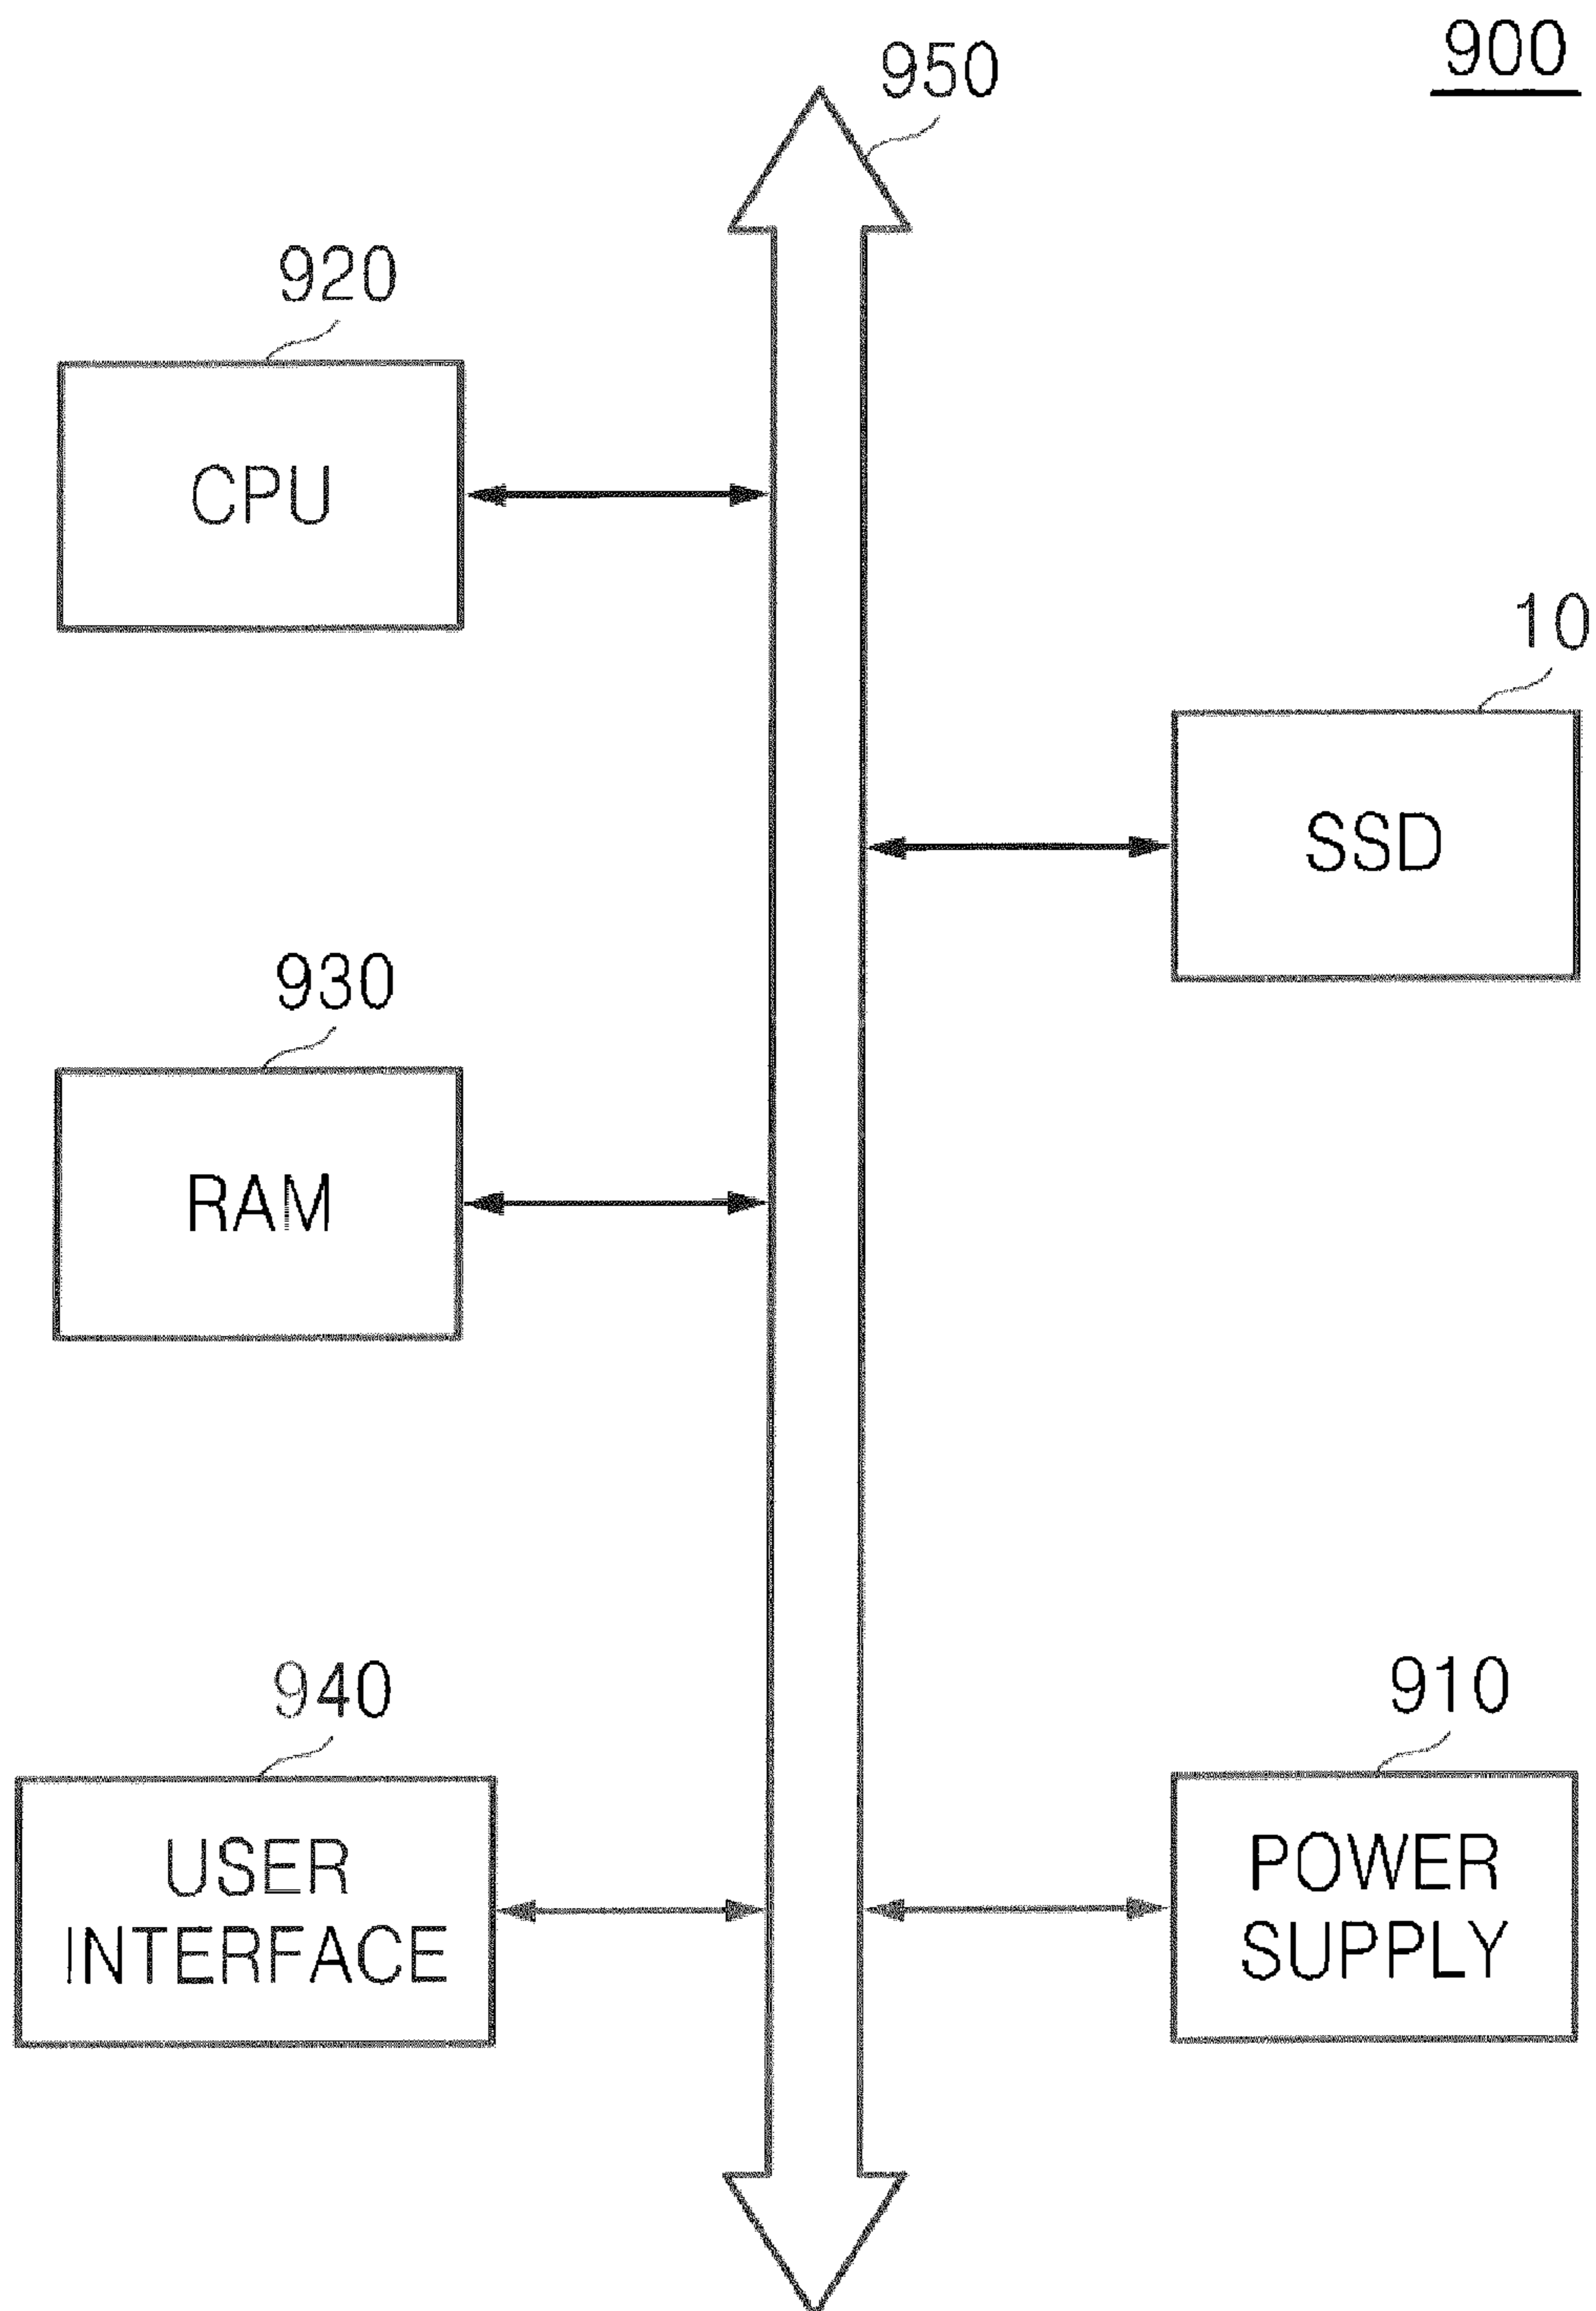 900
950
920
CPU
10
SSD
930
RAM
940
USER
INTERFACE
910
POWER
SUPPLY